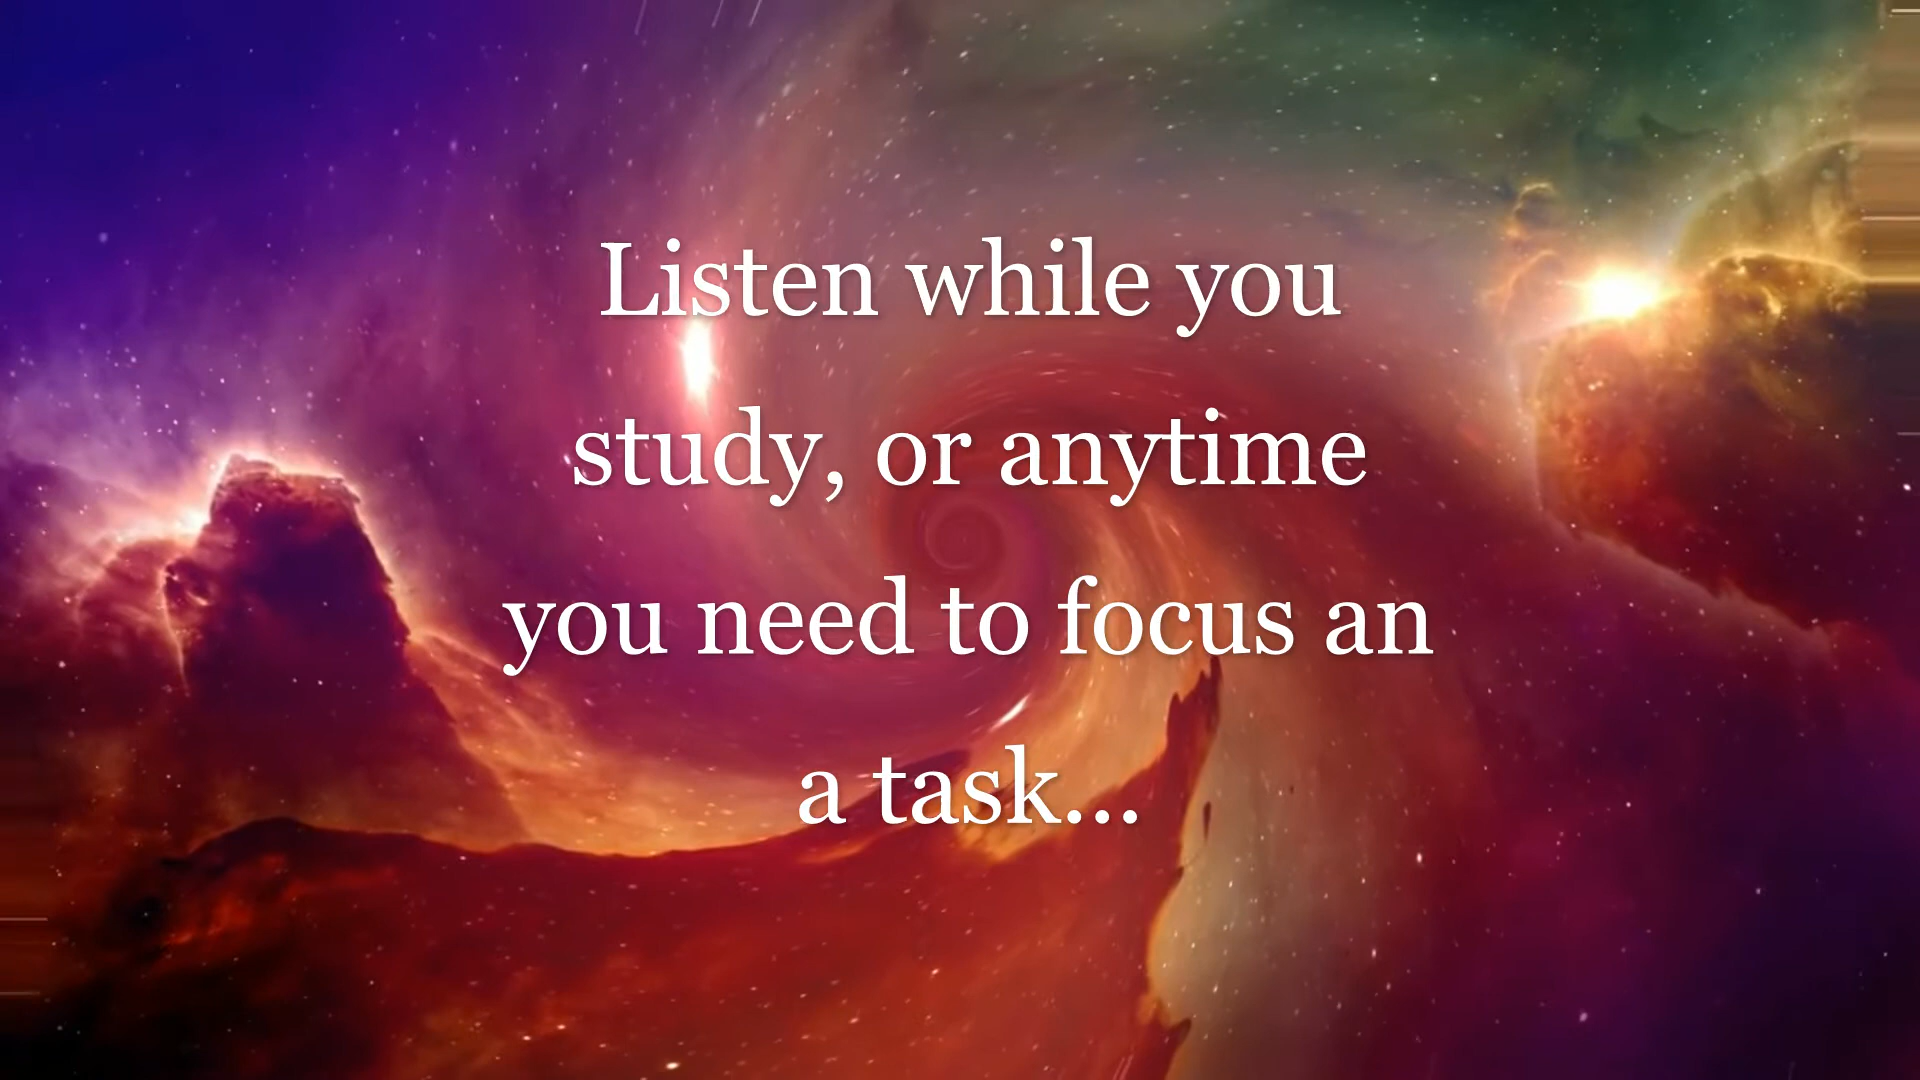 Listen while you
study, or anytime
you need to focus an
a task...